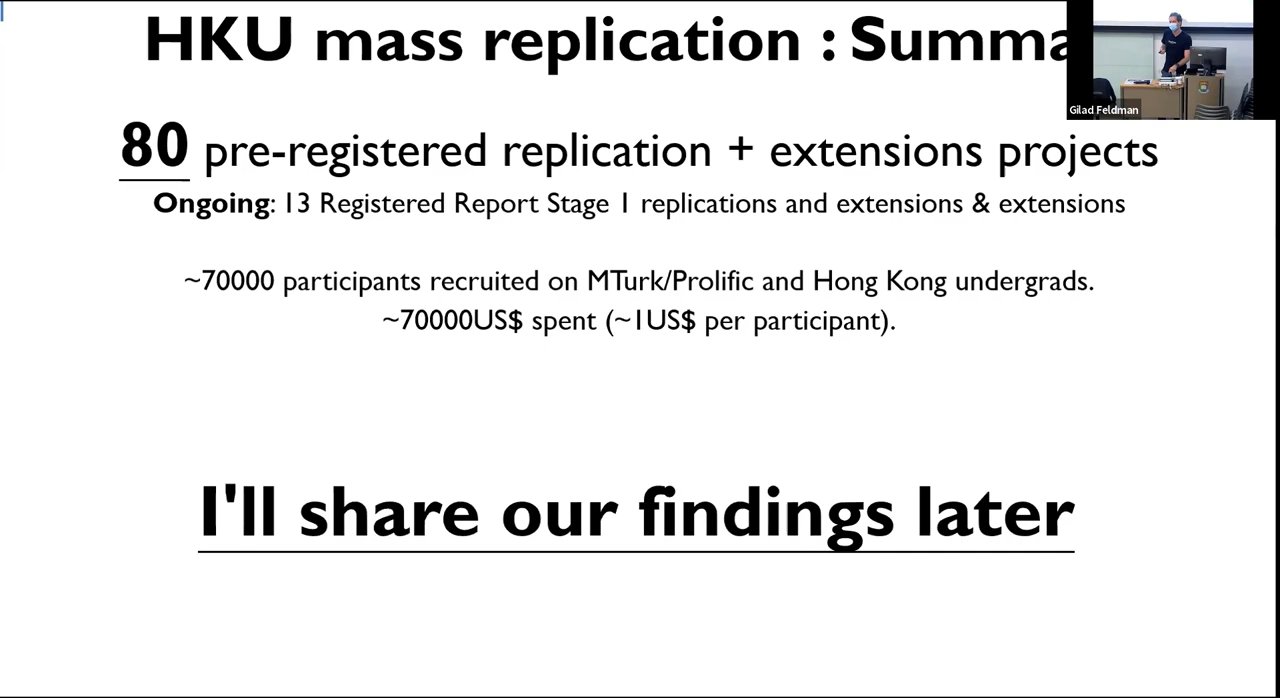 HKU mass replication : Summa
Gilad Feldman
80 pre-registered replication + extensions projects
Ongoing: 13 Registered Report Stage 1 replications and extensions & extensions
~70000 participants recruited on MTurk/Prolific and Hong Kong undergrads.
~70000US$ spent (~1US$ per participant).
I'll share our findings later